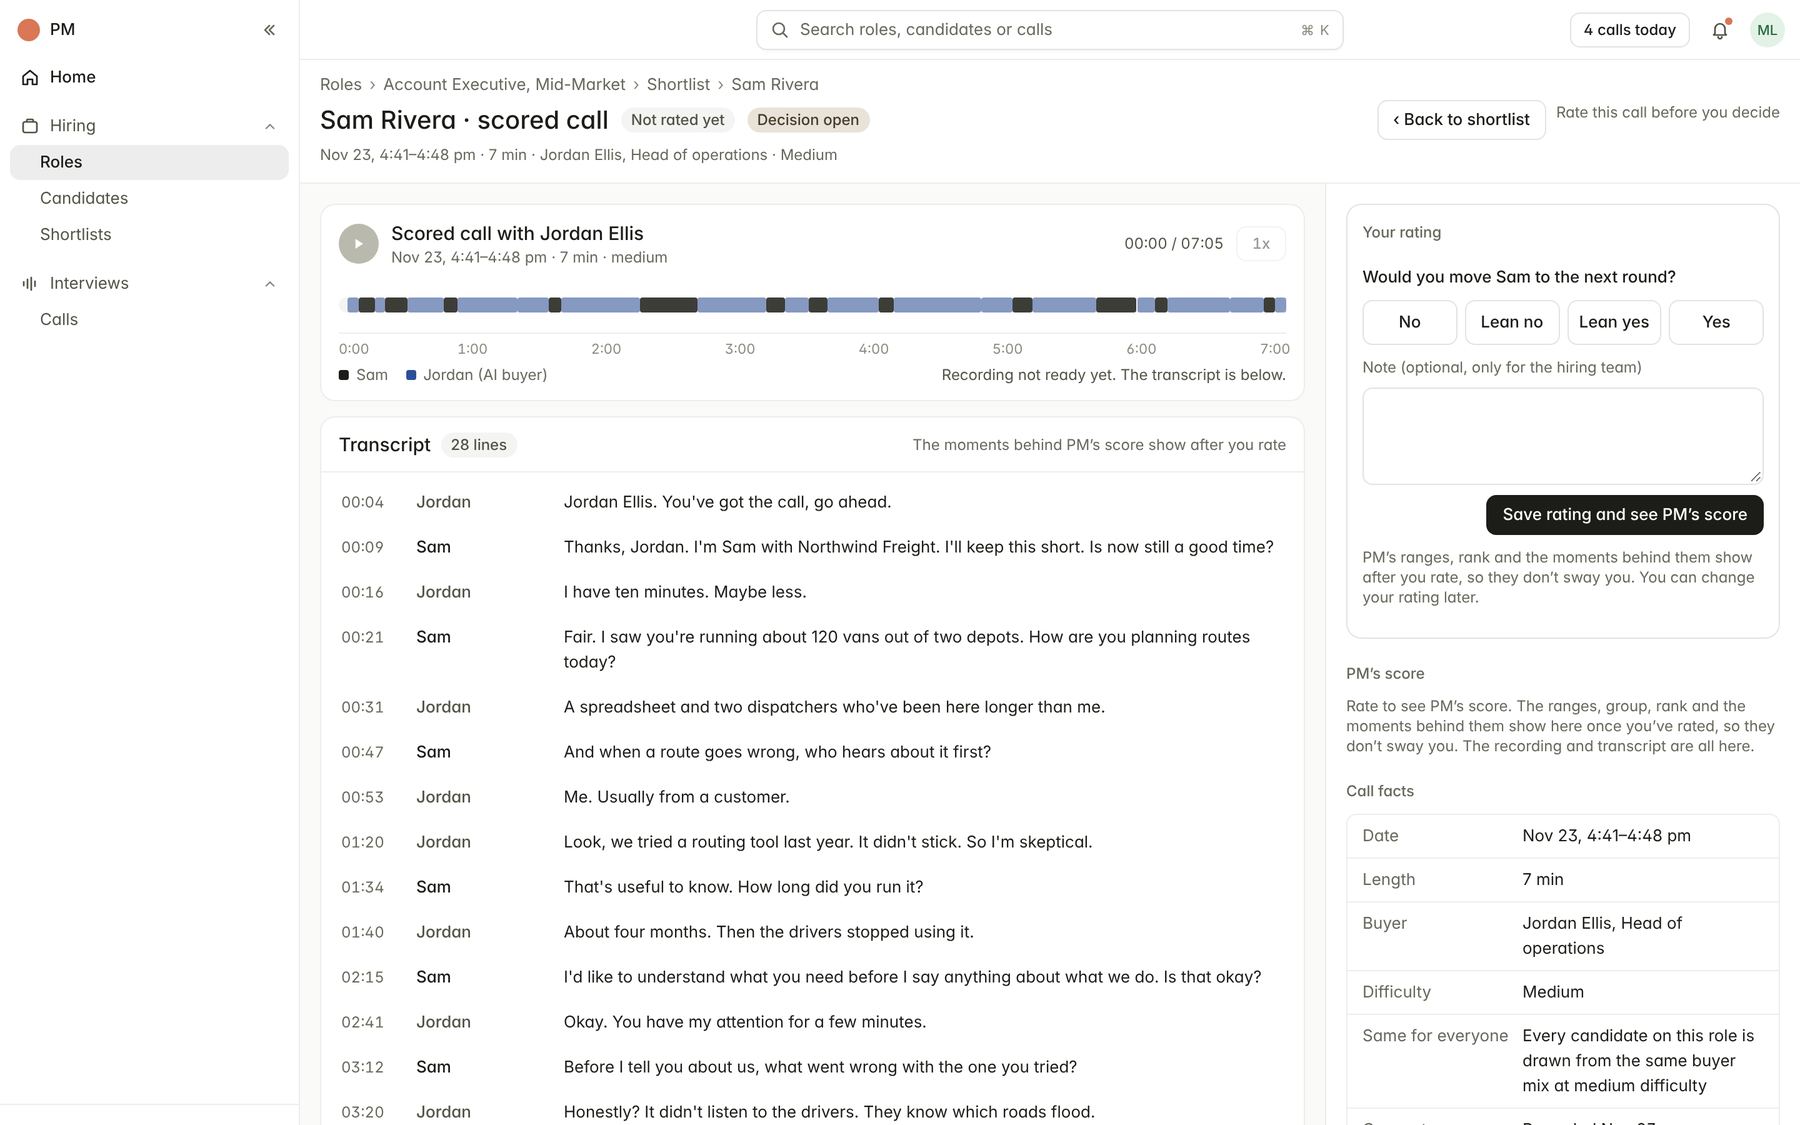 PM
Search roles, candidates or calls
⌘ K
4 calls today
ML
Home
Hiring
Roles
Candidates
Shortlists
Interviews
Calls
Roles › Account Executive, Mid-Market › Shortlist › Sam Rivera
Sam Rivera · scored call
Not rated yet
Decision open
Nov 23, 4:41–4:48 pm · 7 min · Jordan Ellis, Head of operations · Medium
‹ Back to shortlist
Rate this call before you decide
Scored call with Jordan Ellis
Nov 23, 4:41–4:48 pm · 7 min · medium
00:00 / 07:05
1x
0:00 1:00 2:00 3:00 4:00 5:00 6:00 7:00
Sam
Jordan (AI buyer)
Recording not ready yet. The transcript is below.
Transcript
28 lines
The moments behind PM’s score show after you rate
00:04 Jordan Jordan Ellis. You've got the call, go ahead.
00:09 Sam Thanks, Jordan. I'm Sam with Northwind Freight. I'll keep this short. Is now still a good time?
00:16 Jordan I have ten minutes. Maybe less.
00:21 Sam Fair. I saw you're running about 120 vans out of two depots. How are you planning routes
today?
00:31 Jordan A spreadsheet and two dispatchers who've been here longer than me.
00:47 Sam And when a route goes wrong, who hears about it first?
00:53 Jordan Me. Usually from a customer.
01:20 Jordan Look, we tried a routing tool last year. It didn't stick. So I'm skeptical.
01:34 Sam That's useful to know. How long did you run it?
01:40 Jordan About four months. Then the drivers stopped using it.
02:15 Sam I'd like to understand what you need before I say anything about what we do. Is that okay?
02:41 Jordan Okay. You have my attention for a few minutes.
03:12 Sam Before I tell you about us, what went wrong with the one you tried?
03:20 Jordan Honestly? It didn't listen to the drivers. They know which roads flood.
Your rating
Would you move Sam to the next round?
No
Lean no
Lean yes
Yes
Note (optional, only for the hiring team)
Save rating and see PM’s score
PM’s ranges, rank and the moments behind them show
after you rate, so they don’t sway you. You can change
your rating later.
PM’s score
Rate to see PM’s score. The ranges, group, rank and the
moments behind them show here once you’ve rated, so they
don’t sway you. The recording and transcript are all here.
Call facts
Date Nov 23, 4:41–4:48 pm
Length 7 min
Buyer Jordan Ellis, Head of
operations
Difficulty Medium
Same for everyone Every candidate on this role is
drawn from the same buyer
mix at medium difficulty